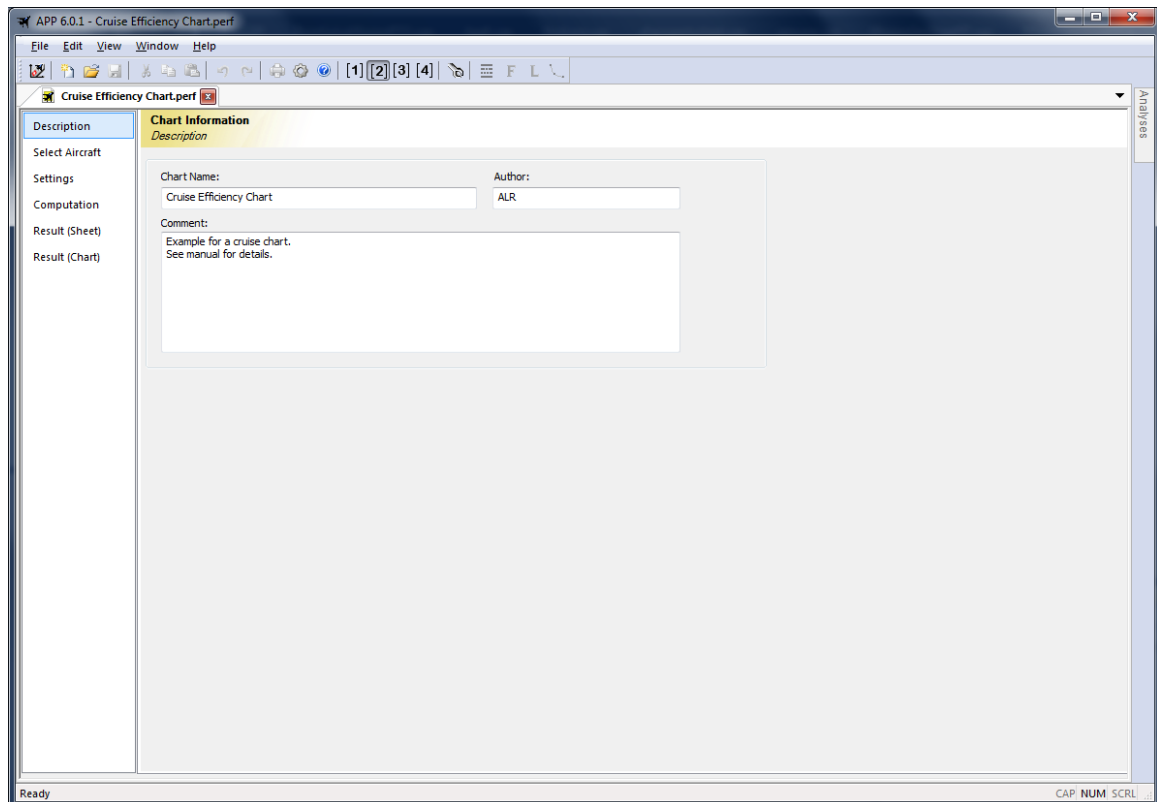 APP 6.0.1 - Cruise Efficiency Chart.perf
File Edit View Window Help
[1] [2] [3] [4] F L
Cruise Efficiency Chart.perf
Analyses
Description
Select Aircraft
Settings
Computation
Result (Sheet)
Result (Chart)
Chart Information
Description
Chart Name: Author:
Cruise Efficiency Chart ALR
Comment:
Example for a cruise chart.
See manual for details.
Ready CAP NUM SCRL